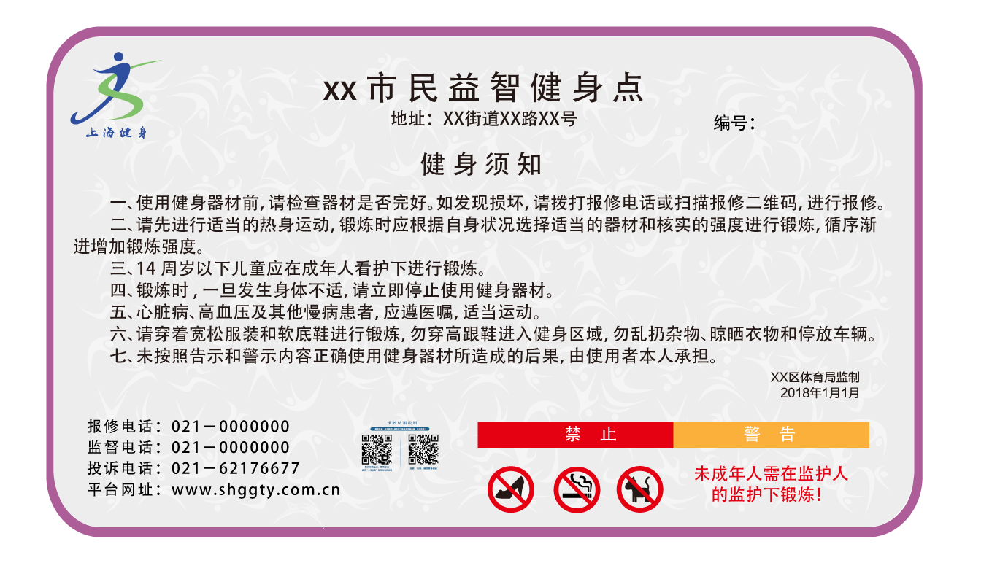 上海健身
xx市民益智健身点
地址：XX街道XX路XX号
编号：
健身须知
一、使用健身器材前，请检查器材是否完好。如发现损坏，请拨打报修电话或扫描报修二维码，进行报修。
二、请先进行适当的热身运动，锻炼时应根据自身状况选择适当的器材和核实的强度进行锻炼，循序渐
进增加锻炼强度。
三、14 周岁以下儿童应在成年人看护下进行锻炼。
四、锻炼时，一旦发生身体不适，请立即停止使用健身器材。
五、心脏病、高血压及其他慢病患者，应遵医嘱，适当运动。
六、请穿着宽松服装和软底鞋进行锻炼，勿穿高跟鞋进入健身区域，勿乱扔杂物、晾晒衣物和停放车辆。
七、未按照告示和警示内容正确使用健身器材所造成的后果，由使用者本人承担。
XX区体育局监制
2018年1月1月
报修电话：021－0000000
监督电话：021－0000000
投诉电话：021－62176677
平台网址：www.shggty.com.cn
二维码使用说明
禁 止
警 告
未成年人需在监护人
的监护下锻炼！